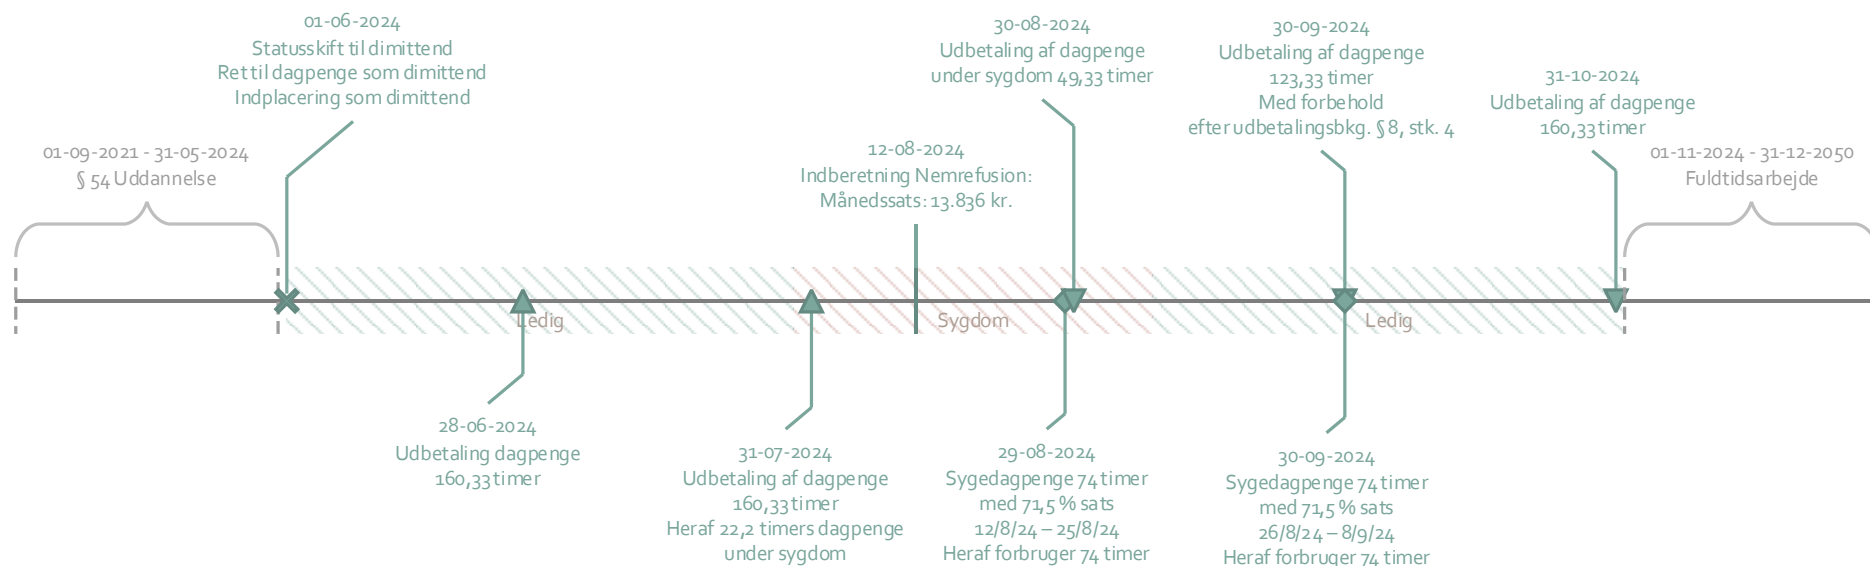 01-06-2024
Statusskift til dimittend
Ret til dagpenge som dimittend
Indplacering som dimittend
30-08-2024
Udbetaling af dagpenge
under sygdom 49,33 timer
30-09-2024
Udbetaling af dagpenge
123,33 timer
Med forbehold
efter udbetalingsbkg. § 8, stk. 4
31-10-2024
Udbetaling af dagpenge
160,33 timer
01-09-2021 - 31-05-2024
§ 54 Uddannelse
12-08-2024
Indberetning Nemrefusion:
Månedssats: 13.836 kr.
01-11-2024 - 31-12-2050
Fuldtidsarbejde
Ledig
Sygdom
Ledig
28-06-2024
Udbetaling dagpenge
160,33 timer
31-07-2024
Udbetaling af dagpenge
160,33 timer
Heraf 22,2 timers dagpenge
under sygdom
29-08-2024
Sygedagpenge 74 timer
med 71,5 % sats
12/8/24 – 25/8/24
Heraf forbruger 74 timer
30-09-2024
Sygedagpenge 74 timer
med 71,5 % sats
26/8/24 – 8/9/24
Heraf forbruger 74 timer